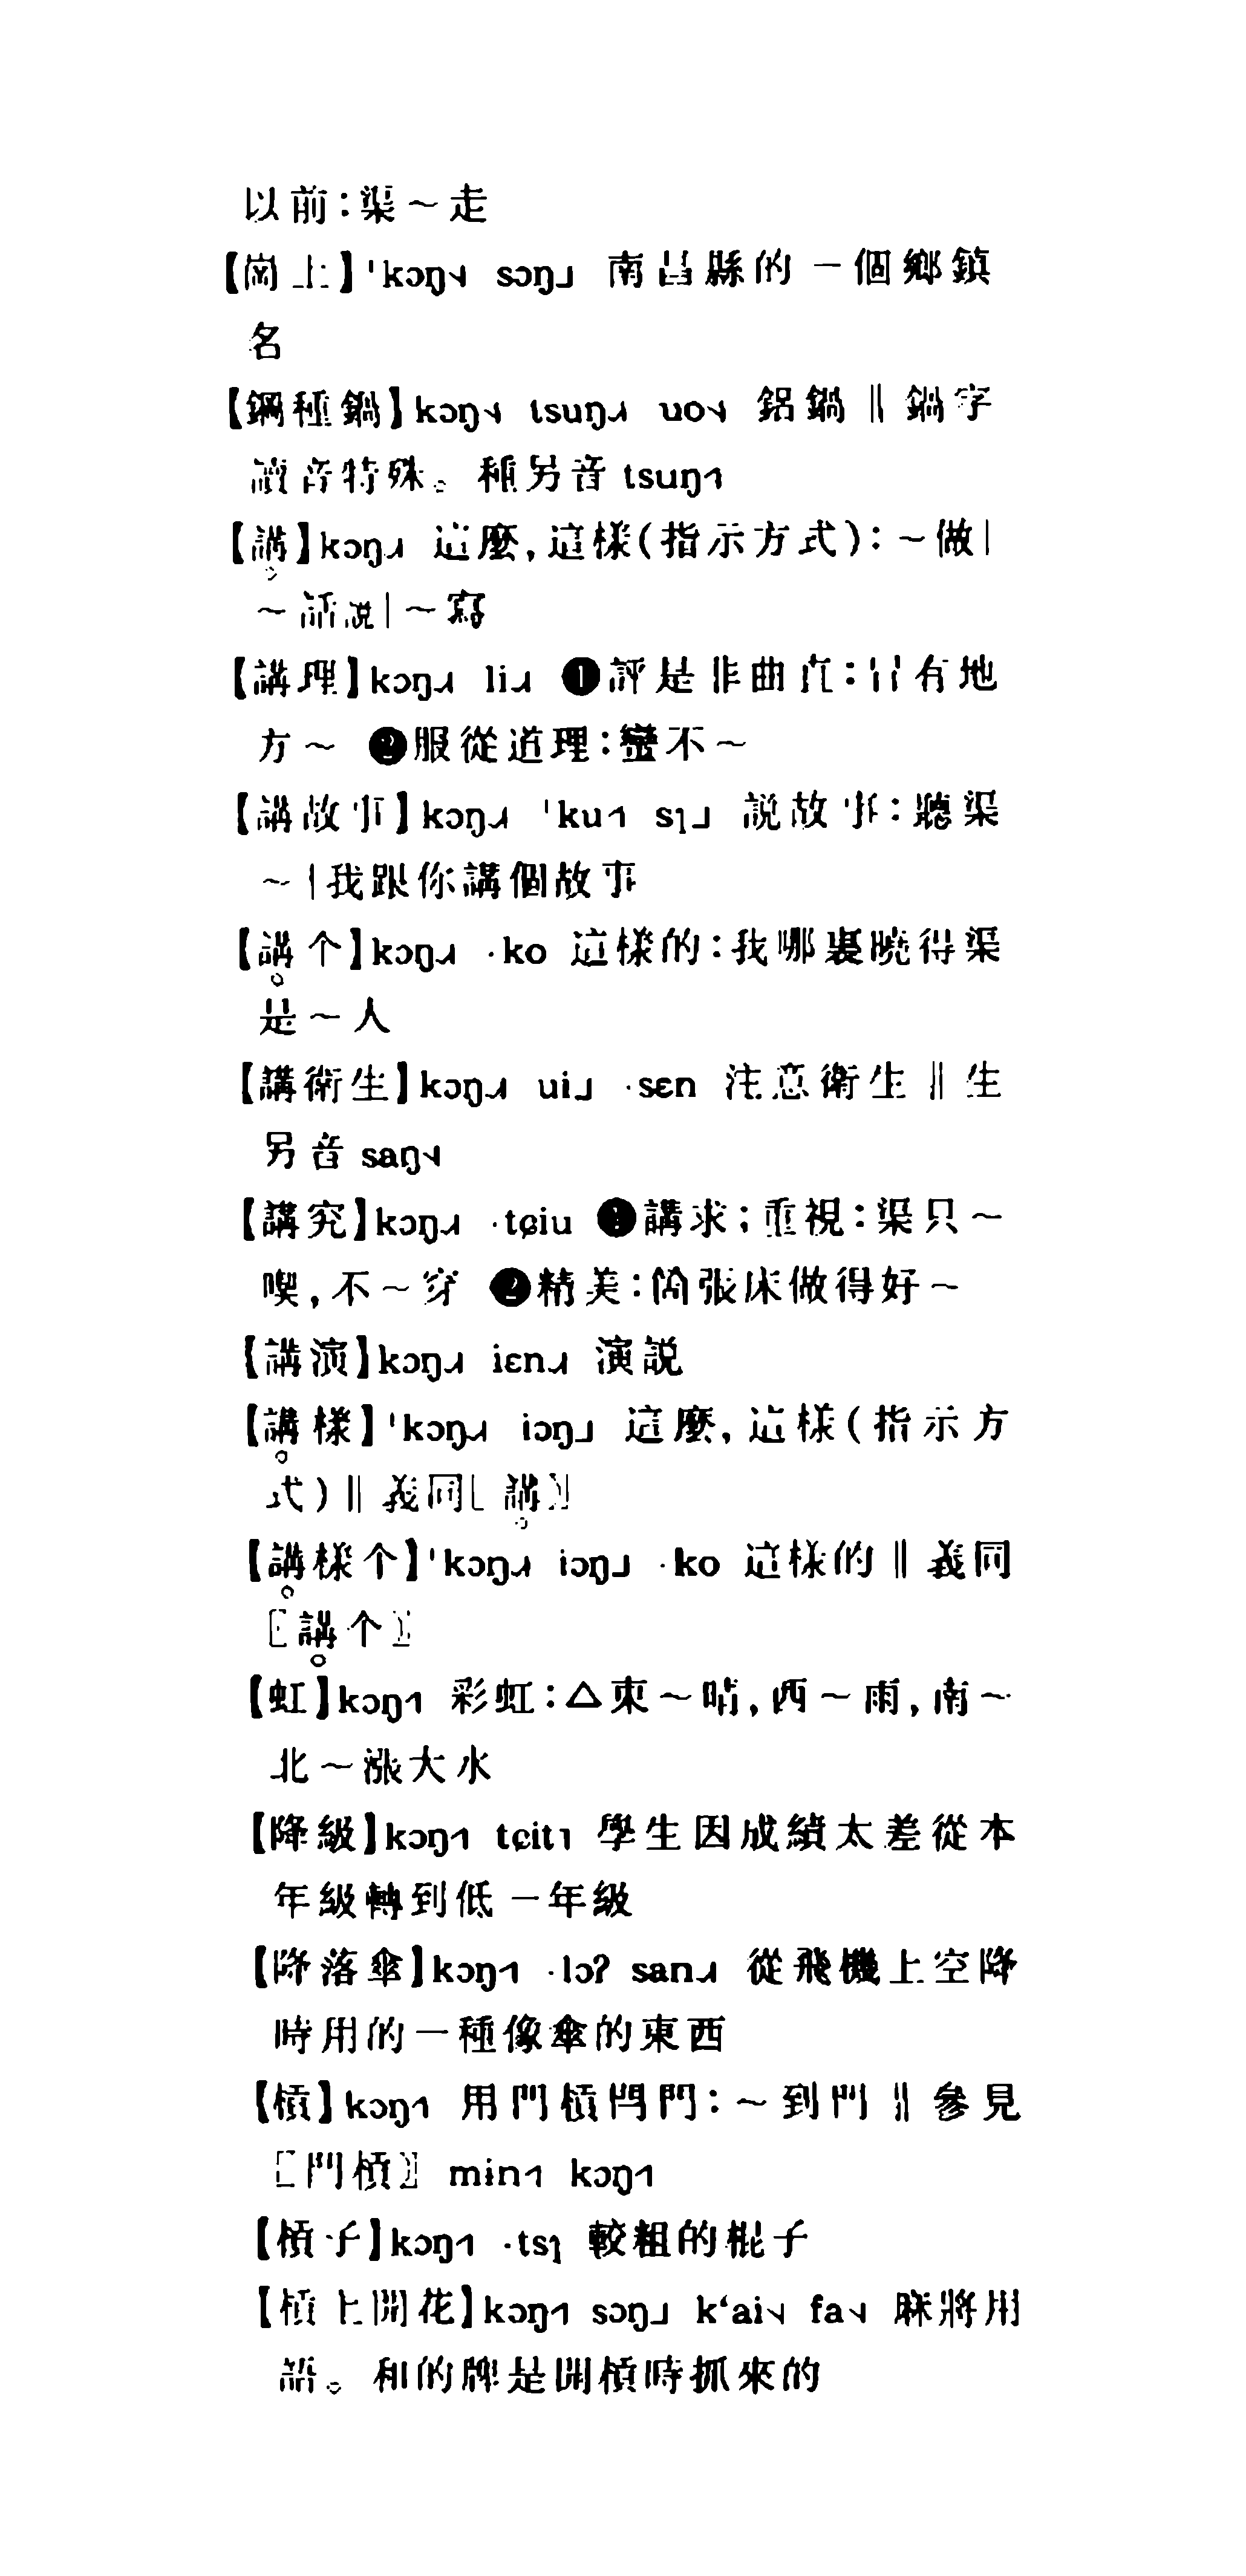 以前：渠～走
【崗上】ˈkɔŋ˨ sɔŋ˩ 南昌縣的一個鄉鎮
名
【鋼種鍋】kɔŋ˨ tsuŋ˩ uo˨ 鋁鍋‖鍋字
讀音特殊。種另音 tsuŋ˥
【講】kɔŋ˩ 這麼，這樣（指示方式）：～做｜
～話説｜～寫
【講理】kɔŋ˩ li˩ ❶評是非曲直：冇有地
方～ ❷服從道理：蠻不～
【講故事】kɔŋ˩ ˈku˥ sɿ˩ 説故事：聽渠
～｜我跟你講個故事
【講个】kɔŋ˩ ·ko 這樣的：我哪裏曉得渠
是～人
【講衛生】kɔŋ˩ ui˩ ·sɛn 注意衛生‖生
另音 saŋ˨
【講究】kɔŋ˩ ·tɕiu ❶講求；重視：渠只～
喫，不～穿 ❷精美：箇張床做得好～
【講演】kɔŋ˩ iɛn˩ 演説
【講樣】ˈkɔŋ˩ iɔŋ˩ 這麼，這樣（指示方
式）‖義同〖講〗
【講樣个】ˈkɔŋ˩ iɔŋ˩ ·ko 這樣的‖義同
〖講个〗
【虹】kɔŋ˥ 彩虹：△東～晴，西～雨，南～
北～漲大水
【降級】kɔŋ˥ tɕit˥ 學生因成績太差從本
年級轉到低一年級
【降落傘】kɔŋ˥ ·lɔʔ san˩ 從飛機上空降
時用的一種像傘的東西
【槓】kɔŋ˥ 用門槓閂門：～到門‖參見
〖門槓〗 min˥ kɔŋ˥
【槓子】kɔŋ˥ ·tsɿ 較粗的棍子
【槓上開花】kɔŋ˥ sɔŋ˩ kʻai˨ fa˨ 麻將用
語。和的牌是開槓時抓來的